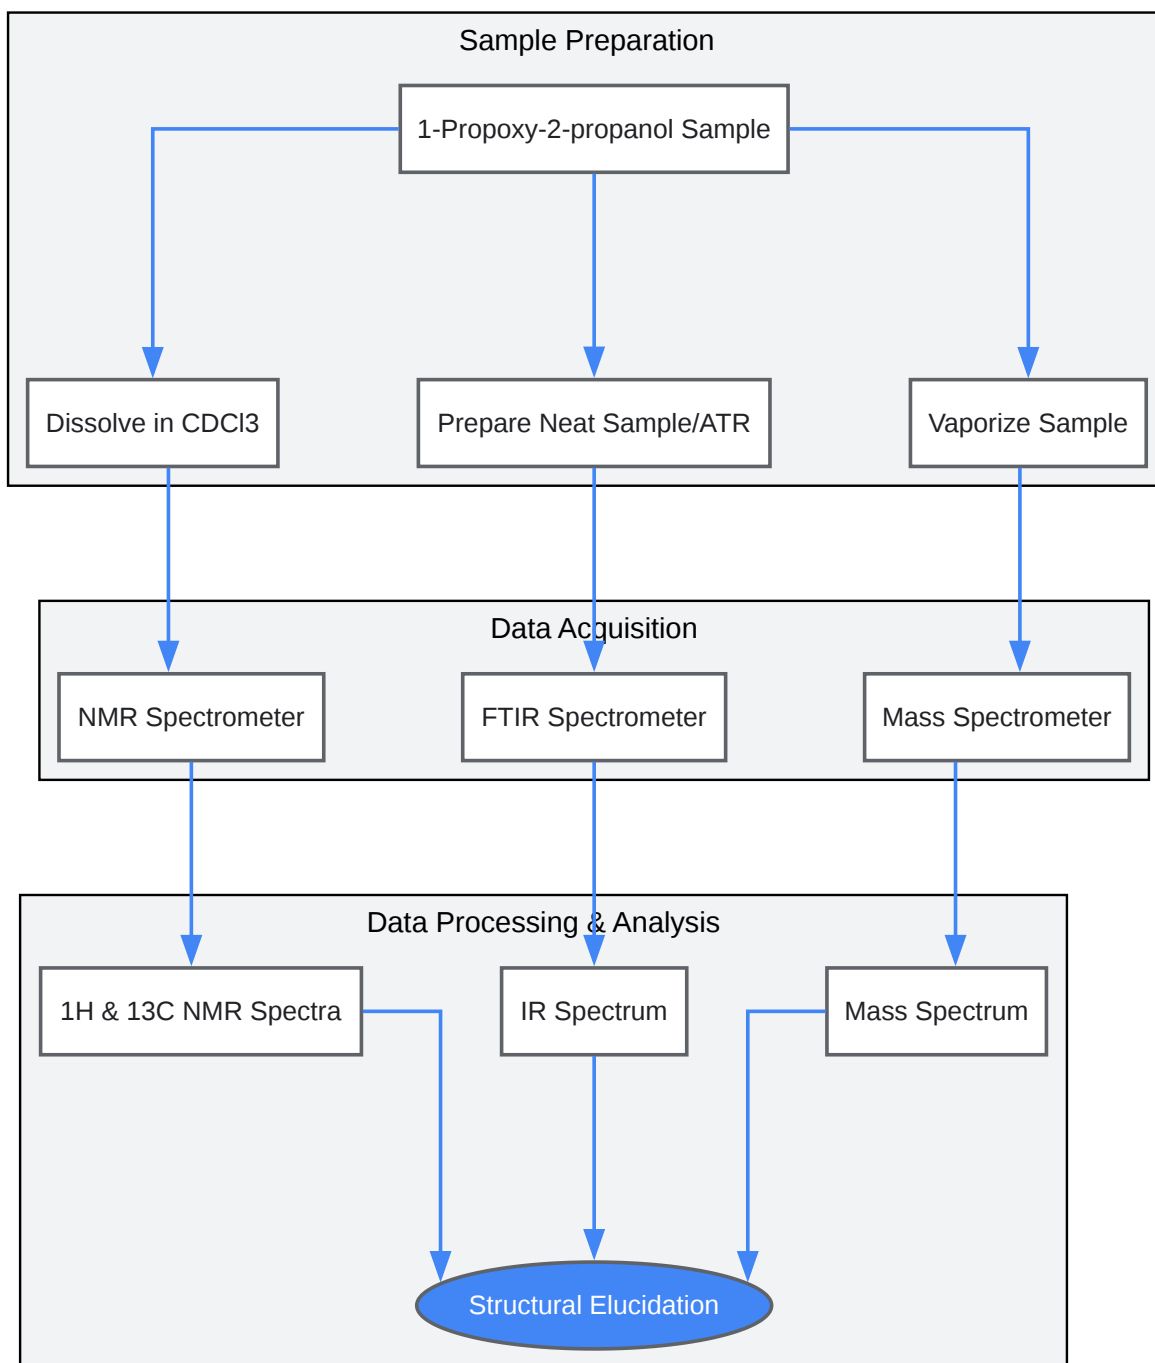 Sample Preparation
1-Propoxy-2-propanol Sample
Dissolve in CDCl3
Prepare Neat Sample/ATR
Vaporize Sample
Data Acquisition
NMR Spectrometer
FTIR Spectrometer
Mass Spectrometer
Data Processing & Analysis
1H & 13C NMR Spectra
IR Spectrum
Mass Spectrum
Structural Elucidation